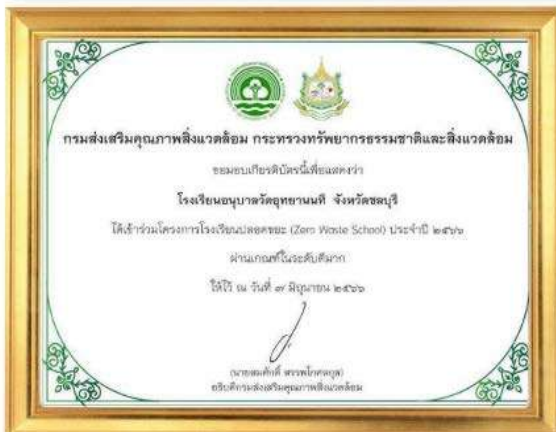 กรมส่งเสริมคุณภาพสิ่งแวดล้อม กระทรวงทรัพยากรธรรมชาติและสิ่งแวดล้อม
ขอมอบเกียรติบัตรนี้เพื่อแสดงว่า
โรงเรียนอนุบาลวัดอุทยานนที จังหวัดชลบุรี
ได้เข้าร่วมโครงการโรงเรียนปลอดขยะ (Zero Waste School) ประจำปี ๒๕๖๖
ผ่านเกณฑ์ในระดับดีมาก
ให้ไว้ ณ วันที่ ๗ มิถุนายน ๒๕๖๖
(นายสมศักดิ์ สรรพโกศลกุล)
อธิบดีกรมส่งเสริมคุณภาพสิ่งแวดล้อม